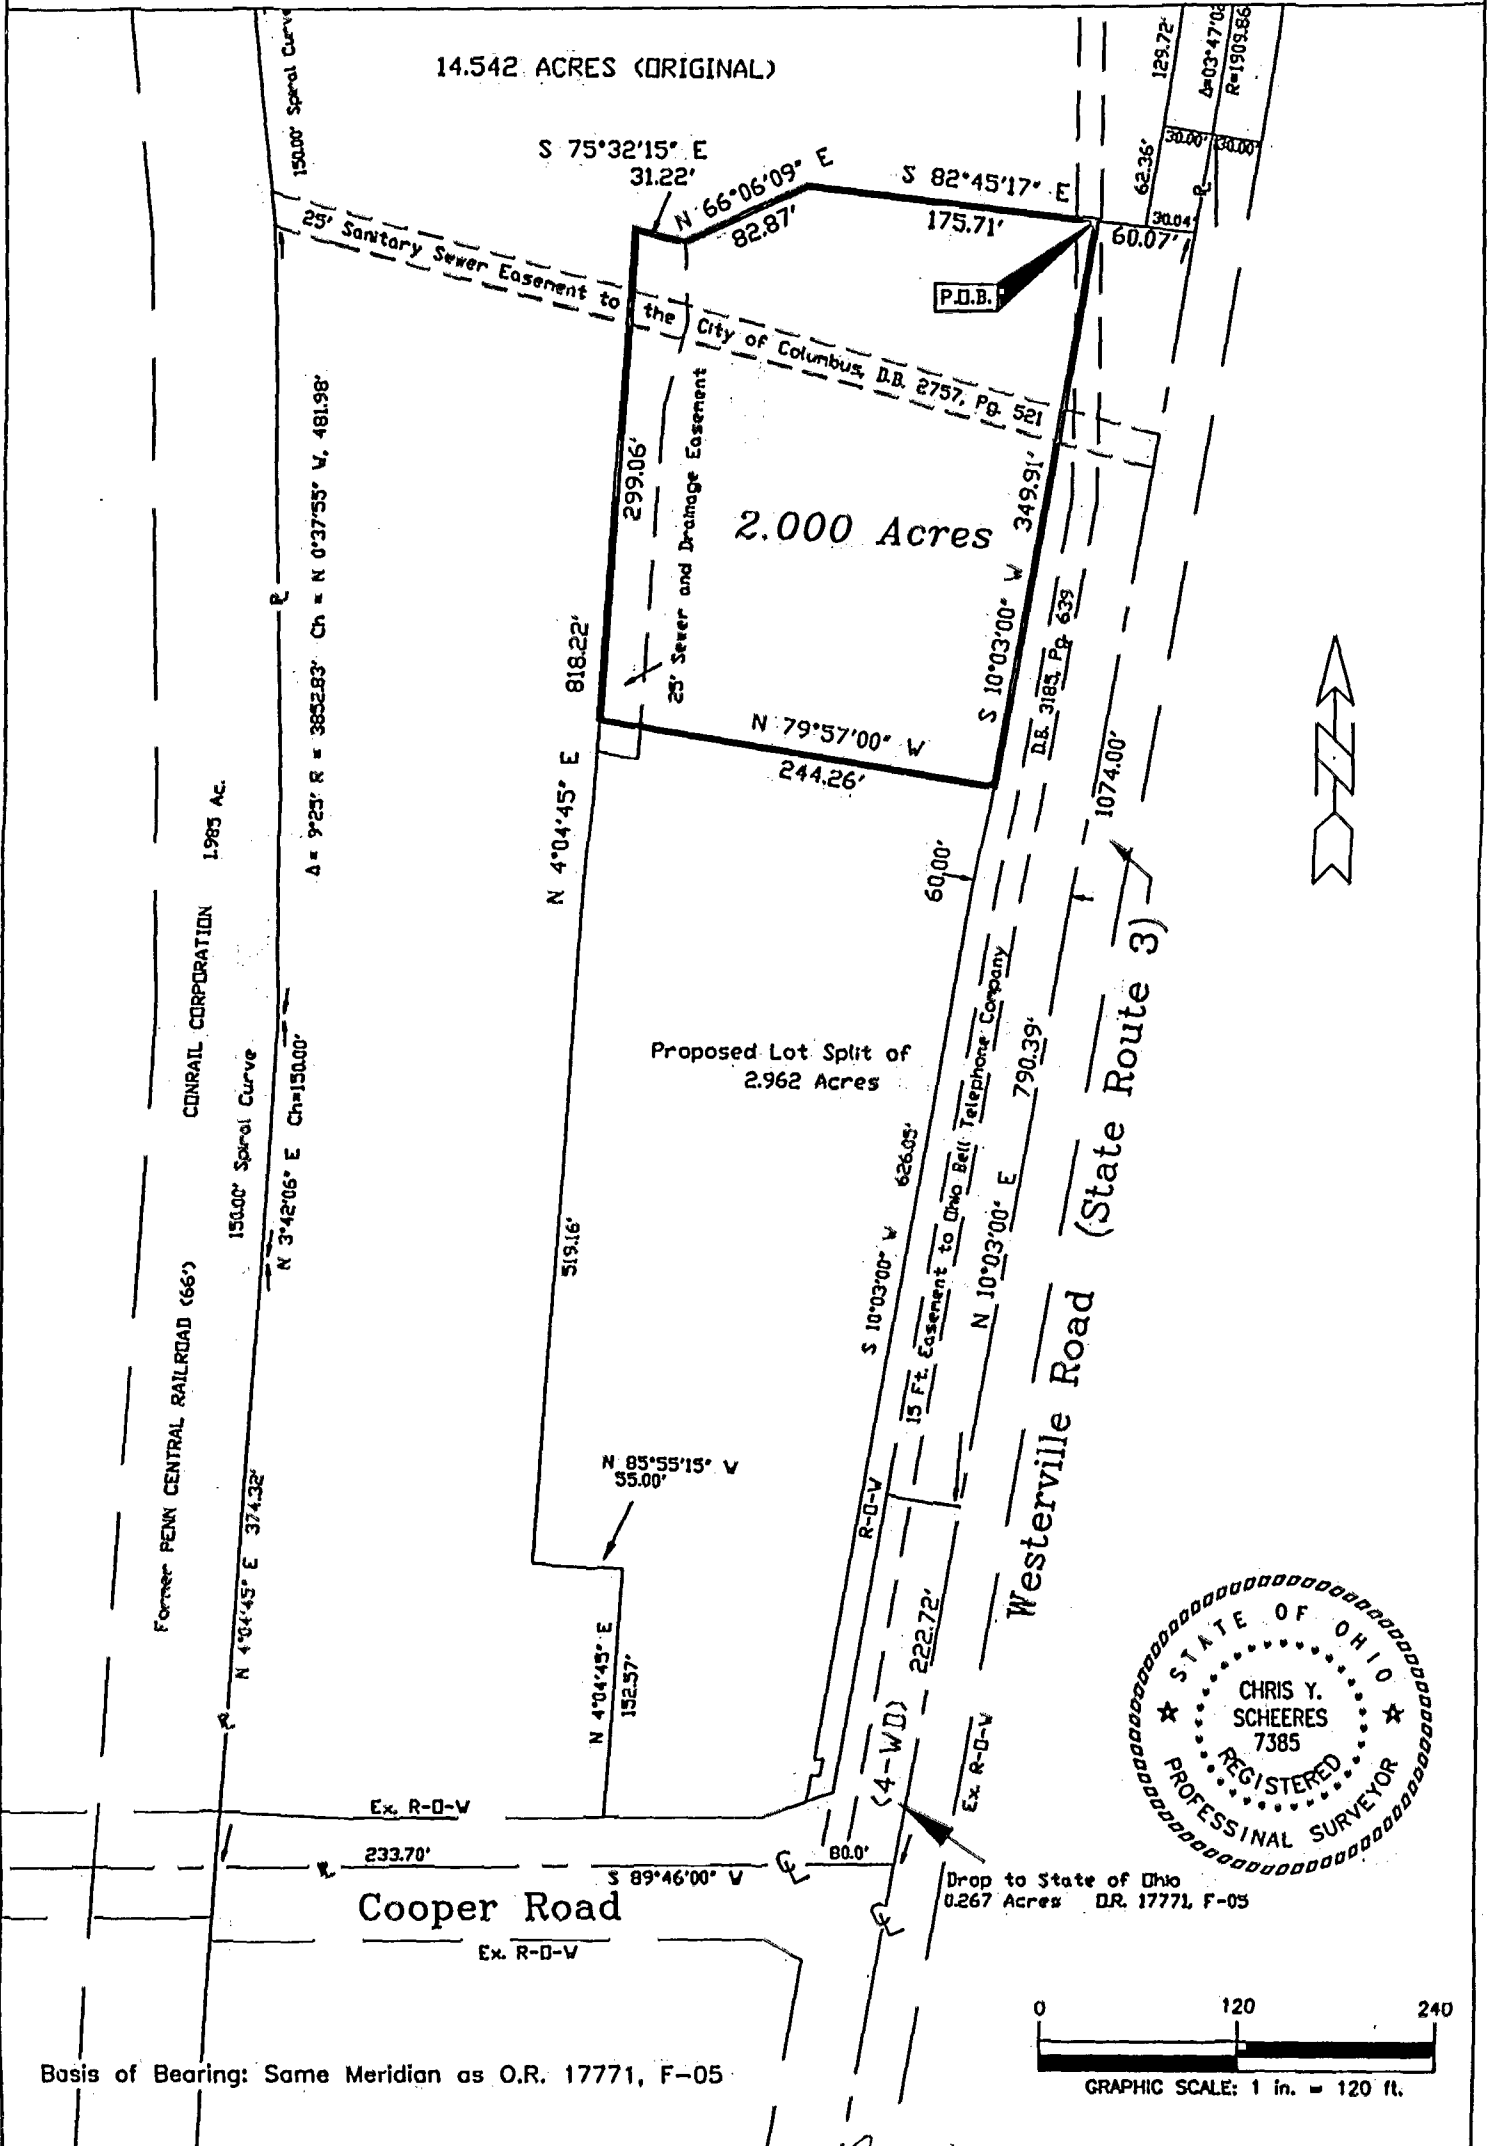 14.542 ACRES (ORIGINAL)
150.00' Spiral Curve
S 75°32'15" E
31.22'
N 66°06'09" E
82.87'
S 82°45'17" E
175.71'
129.72'
R=1909.86
30.00'
30.00'
62.36'
30.04'
60.07'
P.O.B.
25' Sanitary Sewer Easement to the City of Columbus, D.B. 2757, Pg. 521
299.06'
25' Sewer and Drainage Easement
2.000 Acres
349.91'
S 10°03'00" W
D.B. 3185, Pg. 639
Δ = 9°25' R = 3852.83' Ch = N 0°37'55" W, 481.98'
818.22'
N 4°04'45" E
N 79°57'00" W
244.26'
1074.00'
60.00'
1.985 Ac.
CONRAIL CORPORATION
150.00' Spiral Curve
N 3°42'06" E Ch=150.00'
Former PENN CENTRAL RAILROAD (66')
Proposed Lot Split of
2.962 Acres
519.16'
626.05'
S 10°03'00" W
15 Ft. Easement to Ohio Bell Telephone Company
790.39'
N 10°03'00" E
Westerville Road (State Route 3)
N 4°04'45" E 374.32'
N 85°55'15" W
55.00'
N 4°04'45" E
152.57'
R-O-W
222.72'
(4-WD)
Ex. R-O-W
STATE OF OHIO
CHRIS Y.
SCHEERES
7385
REGISTERED
PROFESSINAL SURVEYOR
Ex. R-O-W
233.70'
S 89°46'00" W
80.0'
Drop to State of Ohio
0.267 Acres O.R. 17771, F-05
Cooper Road
Ex. R-O-W
0 120 240
GRAPHIC SCALE: 1 in. = 120 ft.
Basis of Bearing: Same Meridian as O.R. 17771, F-05